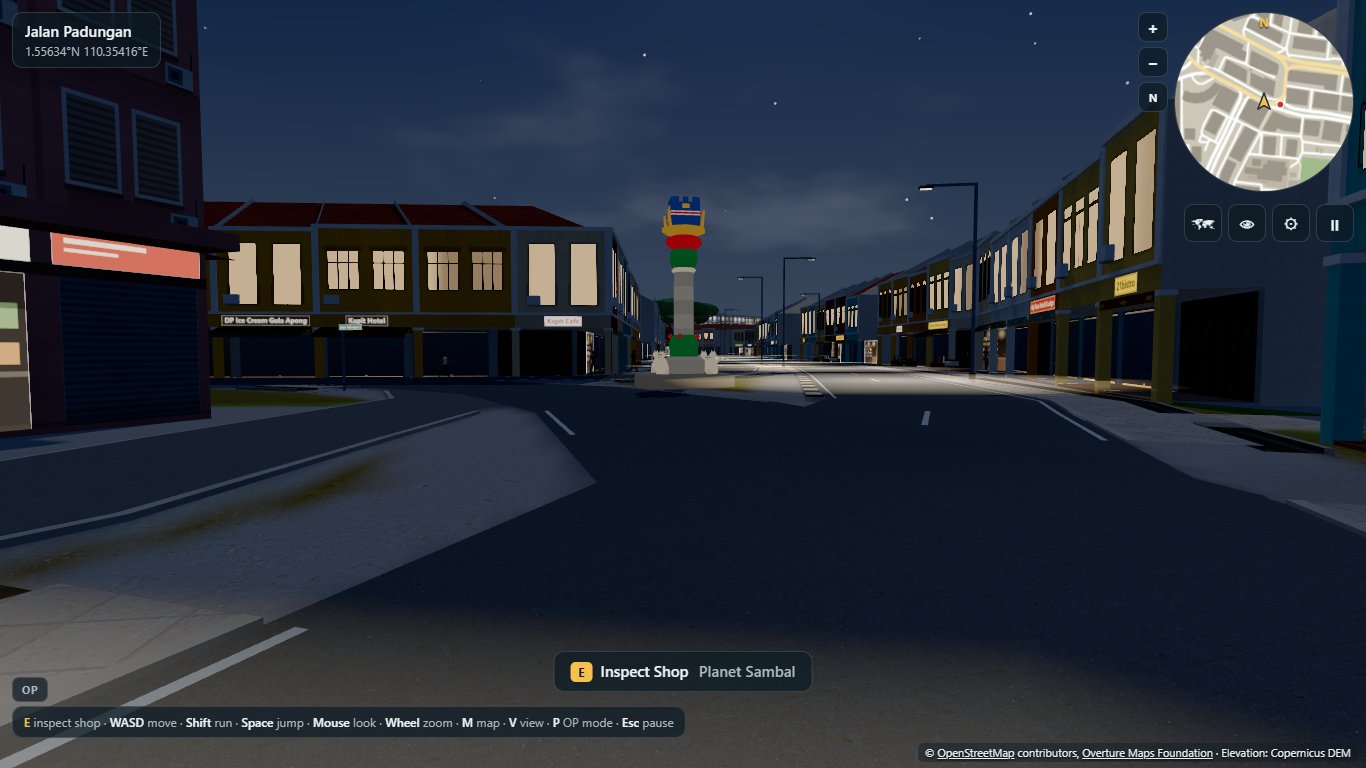 Jalan Padungan
1.55634°N 110.35416°E
+
−
N
N
DP Ice Cream Gula Apong
Kapit Hotel
Kapit Cafe
21bistro
E Inspect Shop Planet Sambal
OP
E inspect shop · WASD move · Shift run · Space jump · Mouse look · Wheel zoom · M map · V view · P OP mode · Esc pause
© OpenStreetMap contributors, Overture Maps Foundation · Elevation: Copernicus DEM